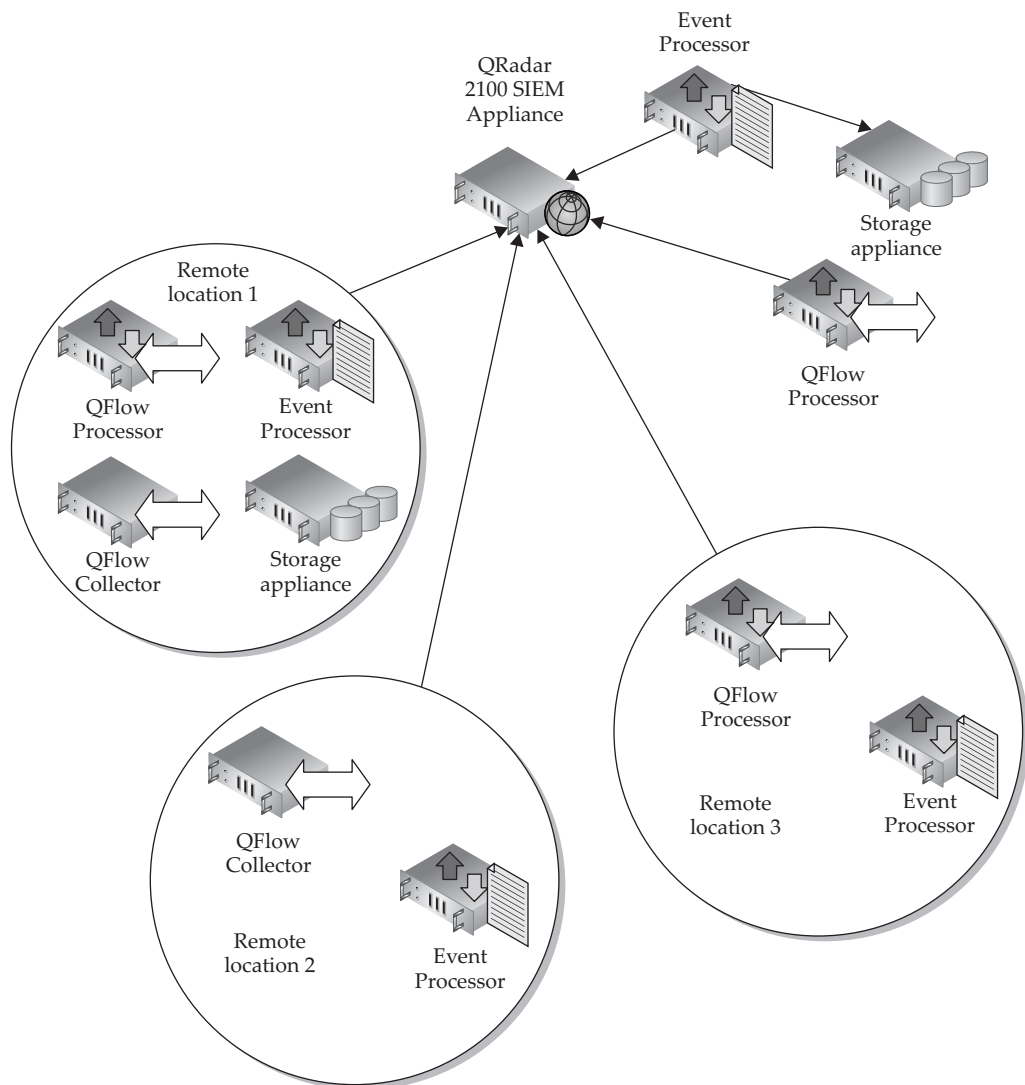 Event
Processor
QRadar
2100 SIEM
Appliance
Storage
appliance
QFlow
Processor
Remote
location 1
QFlow
Processor
Event
Processor
QFlow
Collector
Storage
appliance
QFlow
Processor
Event
Processor
Remote
location 3
QFlow
Collector
Event
Processor
Remote
location 2